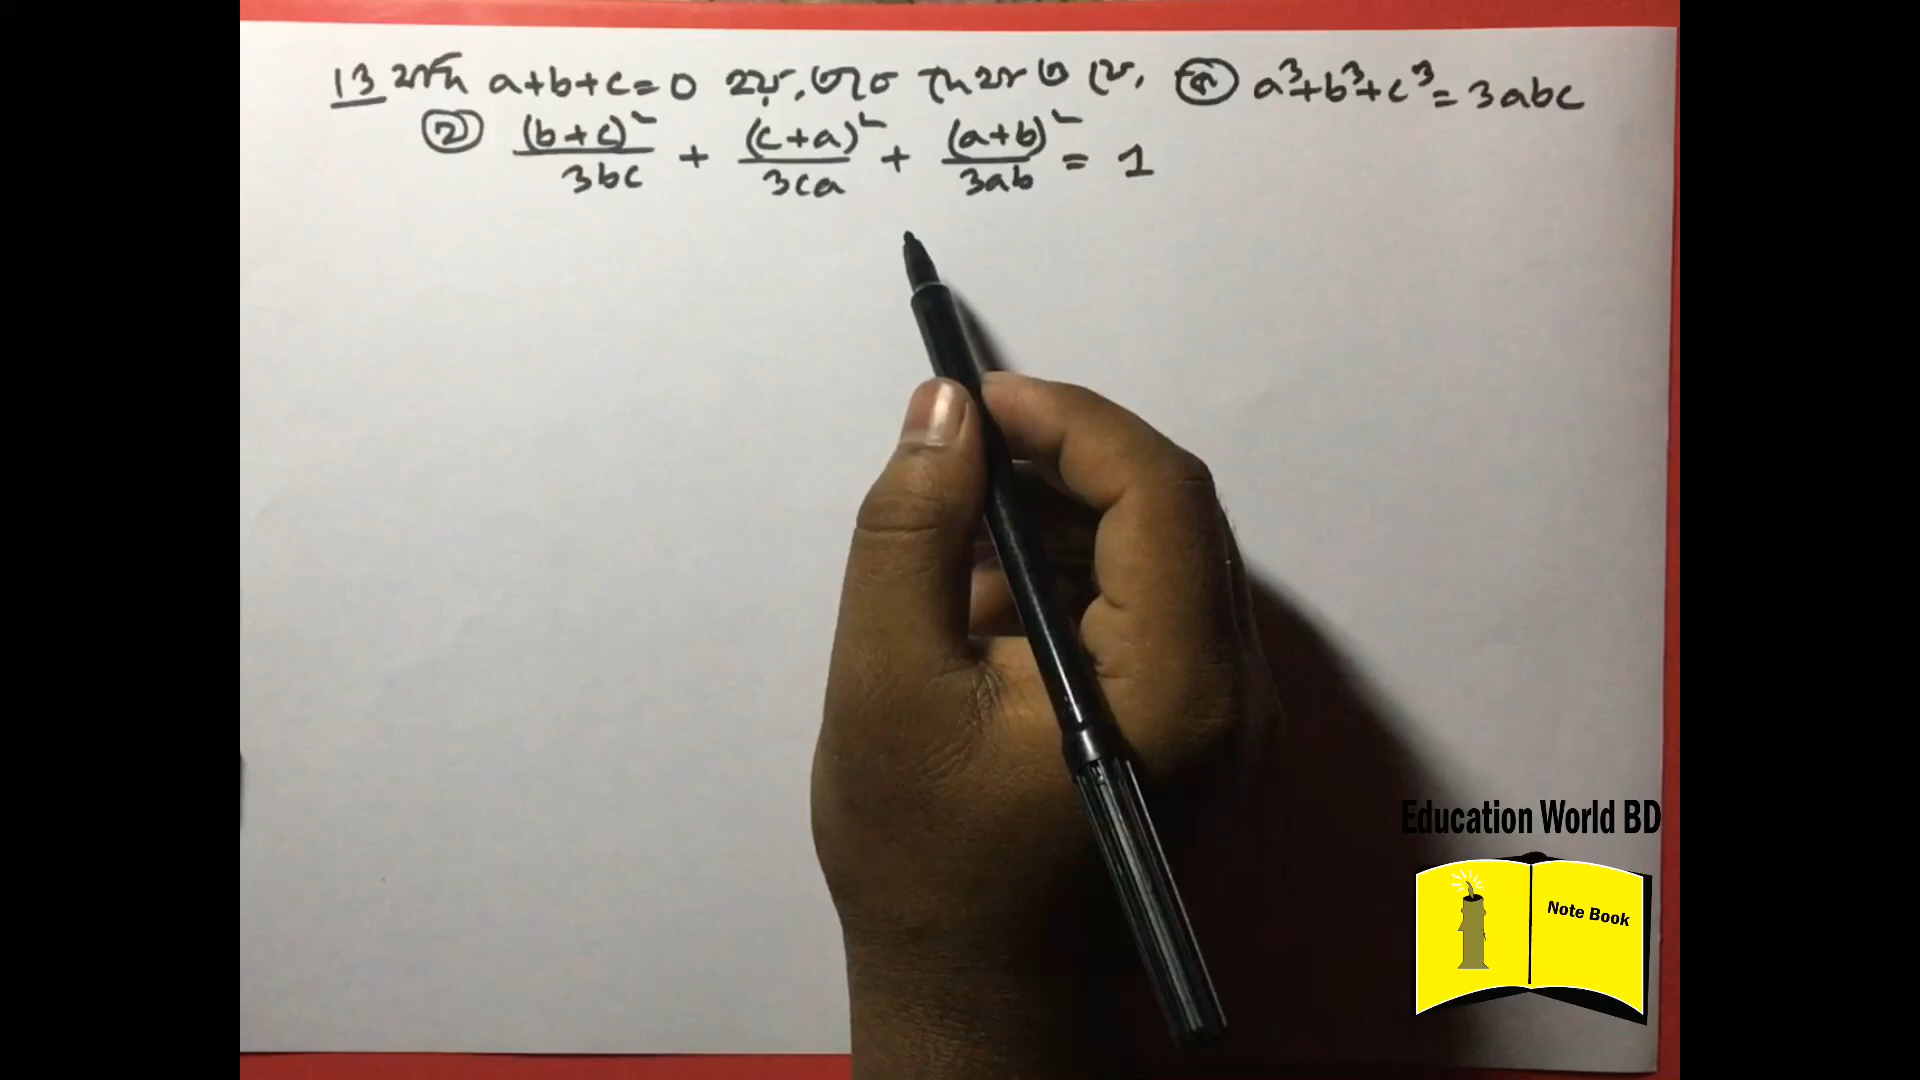 13 যদি a+b+c=0 হয়, তবে দেখাও যে, (ক) a³+b³+c³=3abc
(খ) (b+c)²/3bc + (c+a)²/3ca + (a+b)²/3ab = 1
Education World BD
Note Book